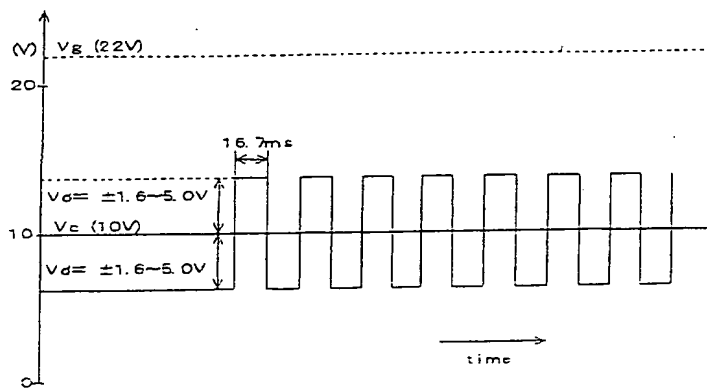 (V)
Vg (22V)
20
16.7ms
Vd= ±1.6~5.0V
Vc (10V)
10
Vd= ±1.6~5.0V
time
0